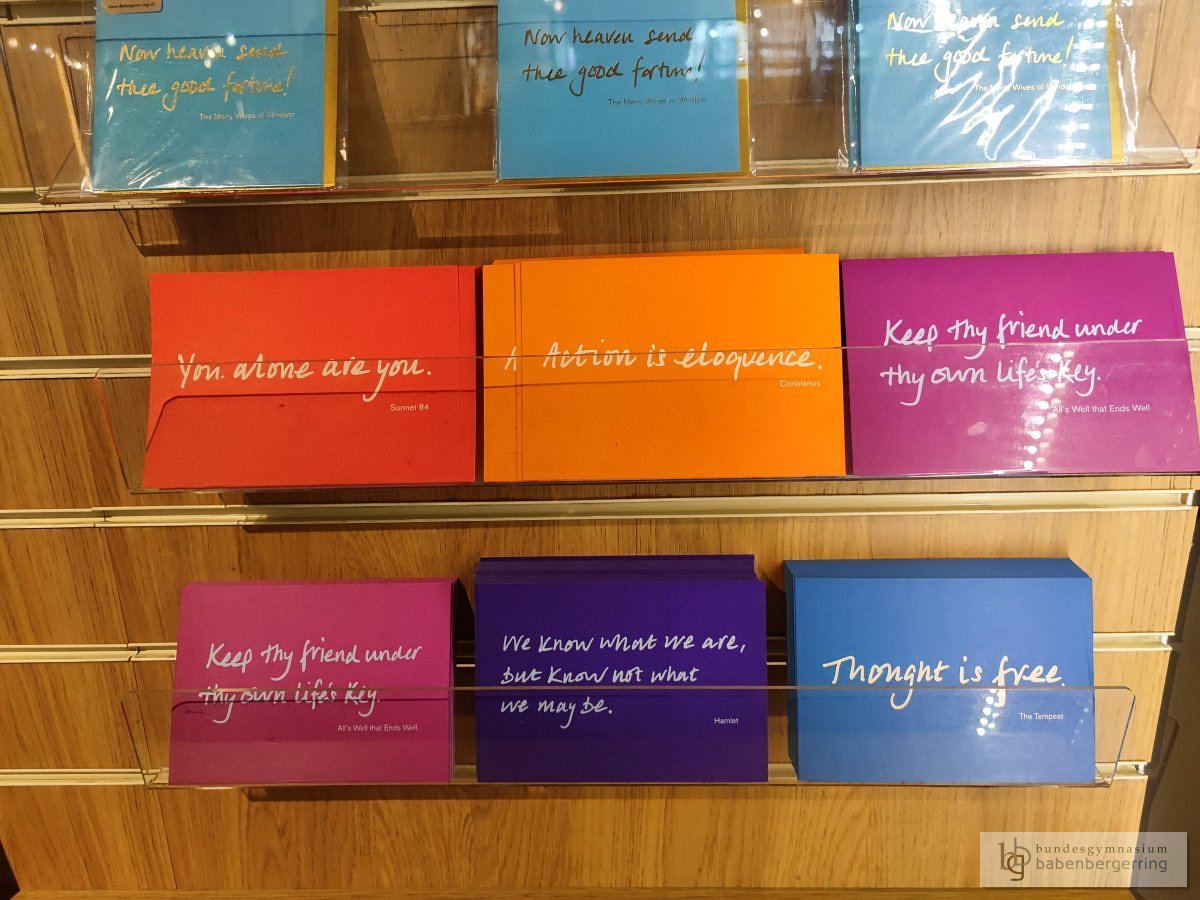 Now heaven send
thee good fortune!
The Merry Wives of Windsor
Now heaven send
thee good fortune!
The Merry Wives of Windsor
Now heaven send
thee good fortune!
The Merry Wives of Windsor
You alone are you.
Sonnet 84
A Action is eloquence.
Coriolanus
Keep thy friend under
thy own life's key.
All's Well that Ends Well
Keep thy friend under
thy own life's key.
All's Well that Ends Well
We know what we are,
but know not what
we may be.
Hamlet
Thought is free.
The Tempest
bg bundesgymnasium
babenbergerring